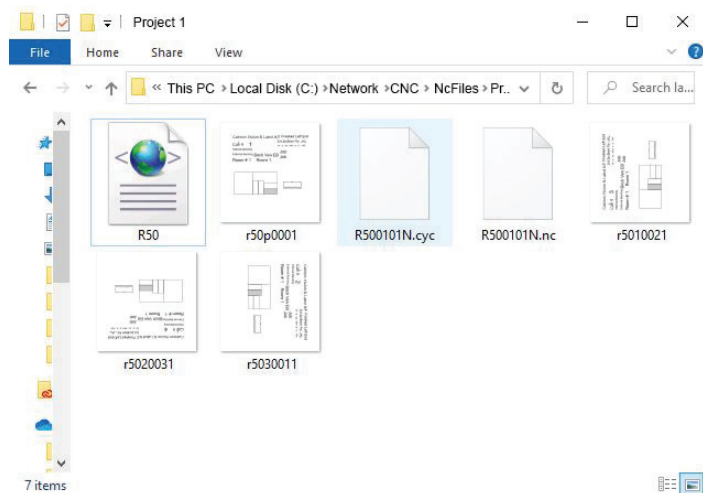 Project 1
File Home Share View
« This PC › Local Disk (C:) › Network › CNC › NcFiles › Pr.. Search la...
R50 r50p0001 R500101N.cyc R500101N.nc r5010021
r5020031 r5030011
7 items